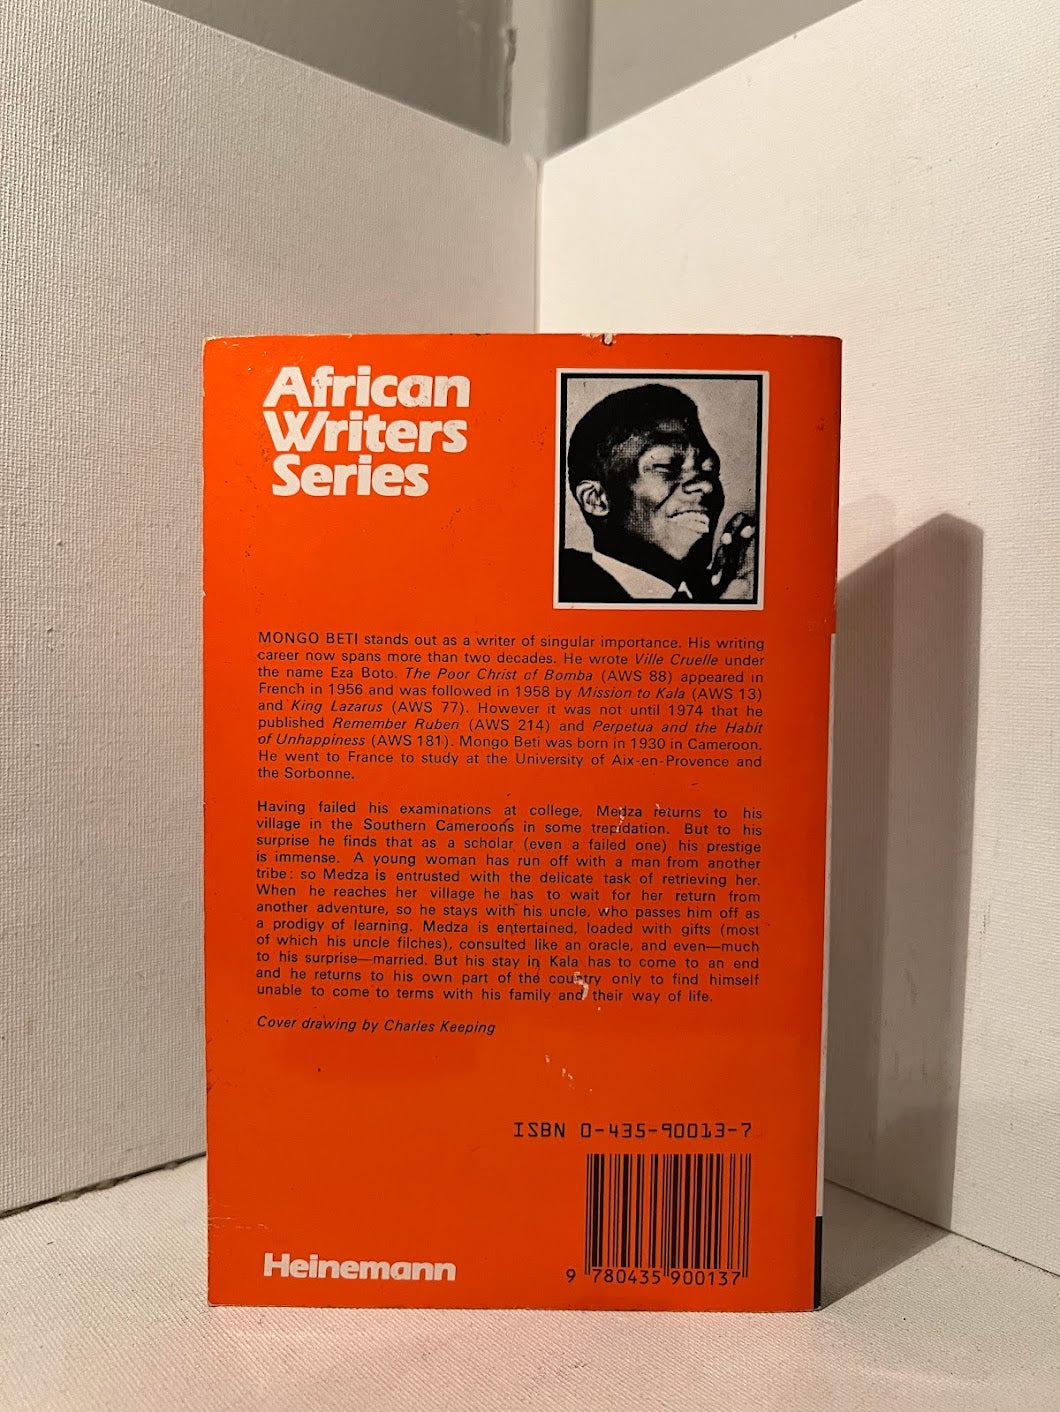 African
Writers
Series
MONGO BETI stands out as a writer of singular importance. His writing
career now spans more than two decades. He wrote Ville Cruelle under
the name Eza Boto. The Poor Christ of Bomba (AWS 88) appeared in
French in 1956 and was followed in 1958 by Mission to Kala (AWS 13)
and King Lazarus (AWS 77). However it was not until 1974 that he
published Remember Ruben (AWS 214) and Perpetua and the Habit
of Unhappiness (AWS 181). Mongo Beti was born in 1930 in Cameroon.
He went to France to study at the University of Aix-en-Provence and
the Sorbonne.
Having failed his examinations at college, Medza returns to his
village in the Southern Cameroons in some trepidation. But to his
surprise he finds that as a scholar (even a failed one) his prestige
is immense. A young woman has run off with a man from another
tribe: so Medza is entrusted with the delicate task of retrieving her.
When he reaches her village he has to wait for her return from
another adventure, so he stays with his uncle, who passes him off as
a prodigy of learning. Medza is entertained, loaded with gifts (most
of which his uncle filches), consulted like an oracle, and even—much
to his surprise—married. But his stay in Kala has to come to an end
and he returns to his own part of the country only to find himself
unable to come to terms with his family and their way of life.
Cover drawing by Charles Keeping
ISBN 0-435-90013-7
9 780435 900137
Heinemann